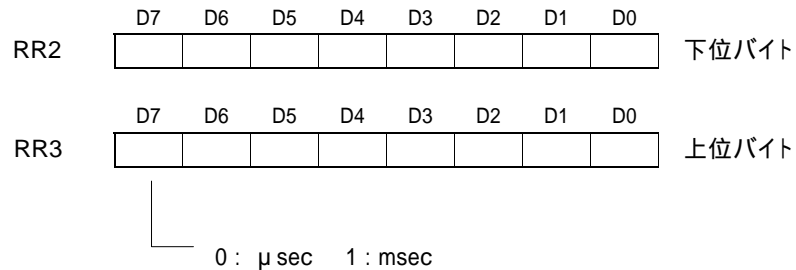 D7 D6 D5 D4 D3 D2 D1 D0
RR2 下位バイト
D7 D6 D5 D4 D3 D2 D1 D0
RR3 上位バイト
0 : μ sec 1 : msec